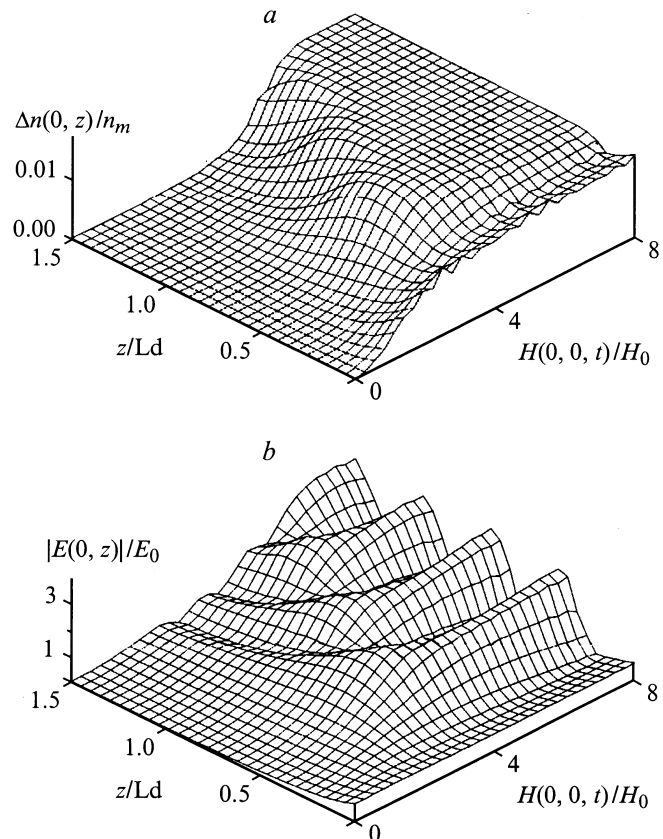 a
Δn(0, z)/n_m
0.01
0.00
1.5
1.0
0.5
z/Ld
0
4
8
H(0, 0, t)/H_0
b
|E(0, z)|/E_0
3
1
1.5
1.0
0.5
z/Ld
0
4
8
H(0, 0, t)/H_0